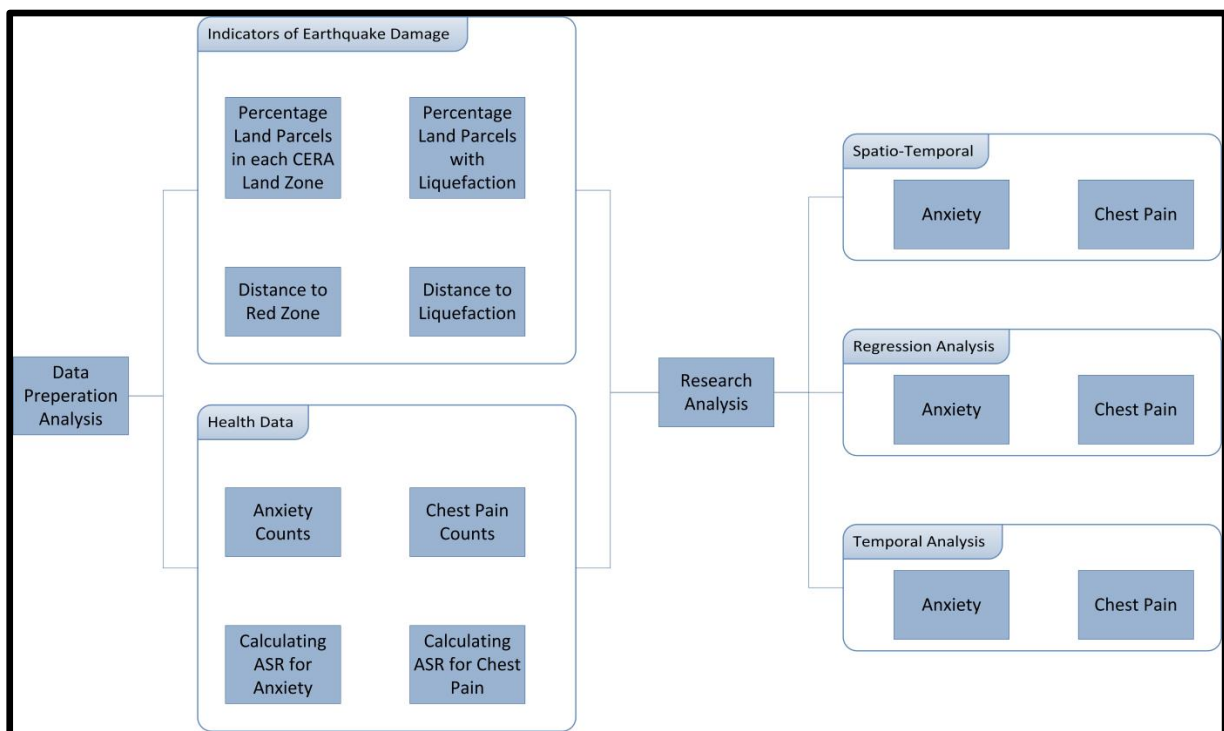 Indicators of Earthquake Damage
Percentage
Land Parcels
in each CERA
Land Zone
Percentage
Land Parcels
with
Liquefaction
Distance to
Red Zone
Distance to
Liquefaction
Data
Preperation
Analysis
Health Data
Anxiety
Counts
Chest Pain
Counts
Calculating
ASR for
Anxiety
Calculating
ASR for Chest
Pain
Research
Analysis
Spatio-Temporal
Anxiety
Chest Pain
Regression Analysis
Anxiety
Chest Pain
Temporal Analysis
Anxiety
Chest Pain